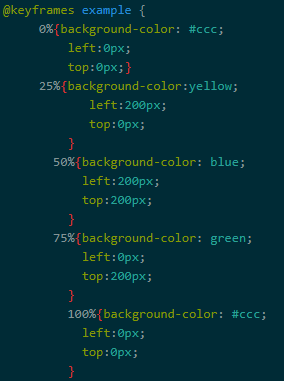 @keyframes example {
0%{background-color: #ccc;
left:0px;
top:0px;}
25%{background-color:yellow;
left:200px;
top:0px;
}
50%{background-color: blue;
left:200px;
top:200px;
}
75%{background-color: green;
left:0px;
top:200px;
}
100%{background-color: #ccc;
left:0px;
top:0px;
}